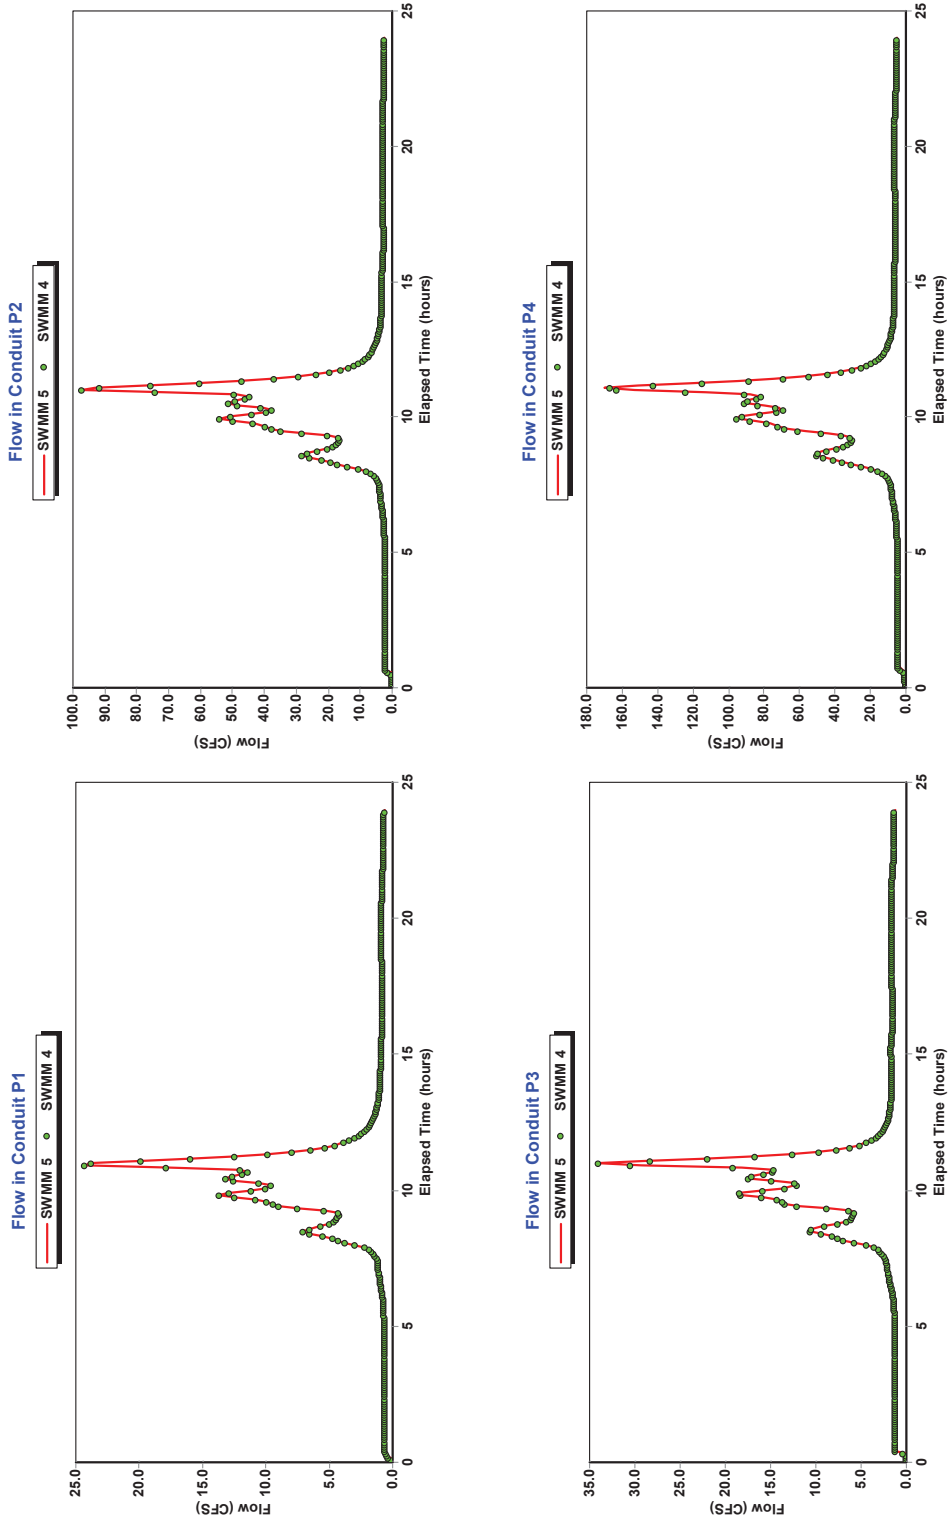 Flow in Conduit P1
SWMM 5 SWMM 4
25.0
20.0
15.0
10.0
5.0
0.0
Flow (CFS)
0 5 10 15 20 25
Elapsed Time (hours)
Flow in Conduit P2
SWMM 5 SWMM 4
100.0
90.0
80.0
70.0
60.0
50.0
40.0
30.0
20.0
10.0
0.0
Flow (CFS)
0 5 10 15 20 25
Elapsed Time (hours)
Flow in Conduit P3
SWMM 5 SWMM 4
35.0
30.0
25.0
20.0
15.0
10.0
5.0
0.0
Flow (CFS)
0 5 10 15 20 25
Elapsed Time (hours)
Flow in Conduit P4
SWMM 5 SWMM 4
180.0
160.0
140.0
120.0
100.0
80.0
60.0
40.0
20.0
0.0
Flow (CFS)
0 5 10 15 20 25
Elapsed Time (hours)